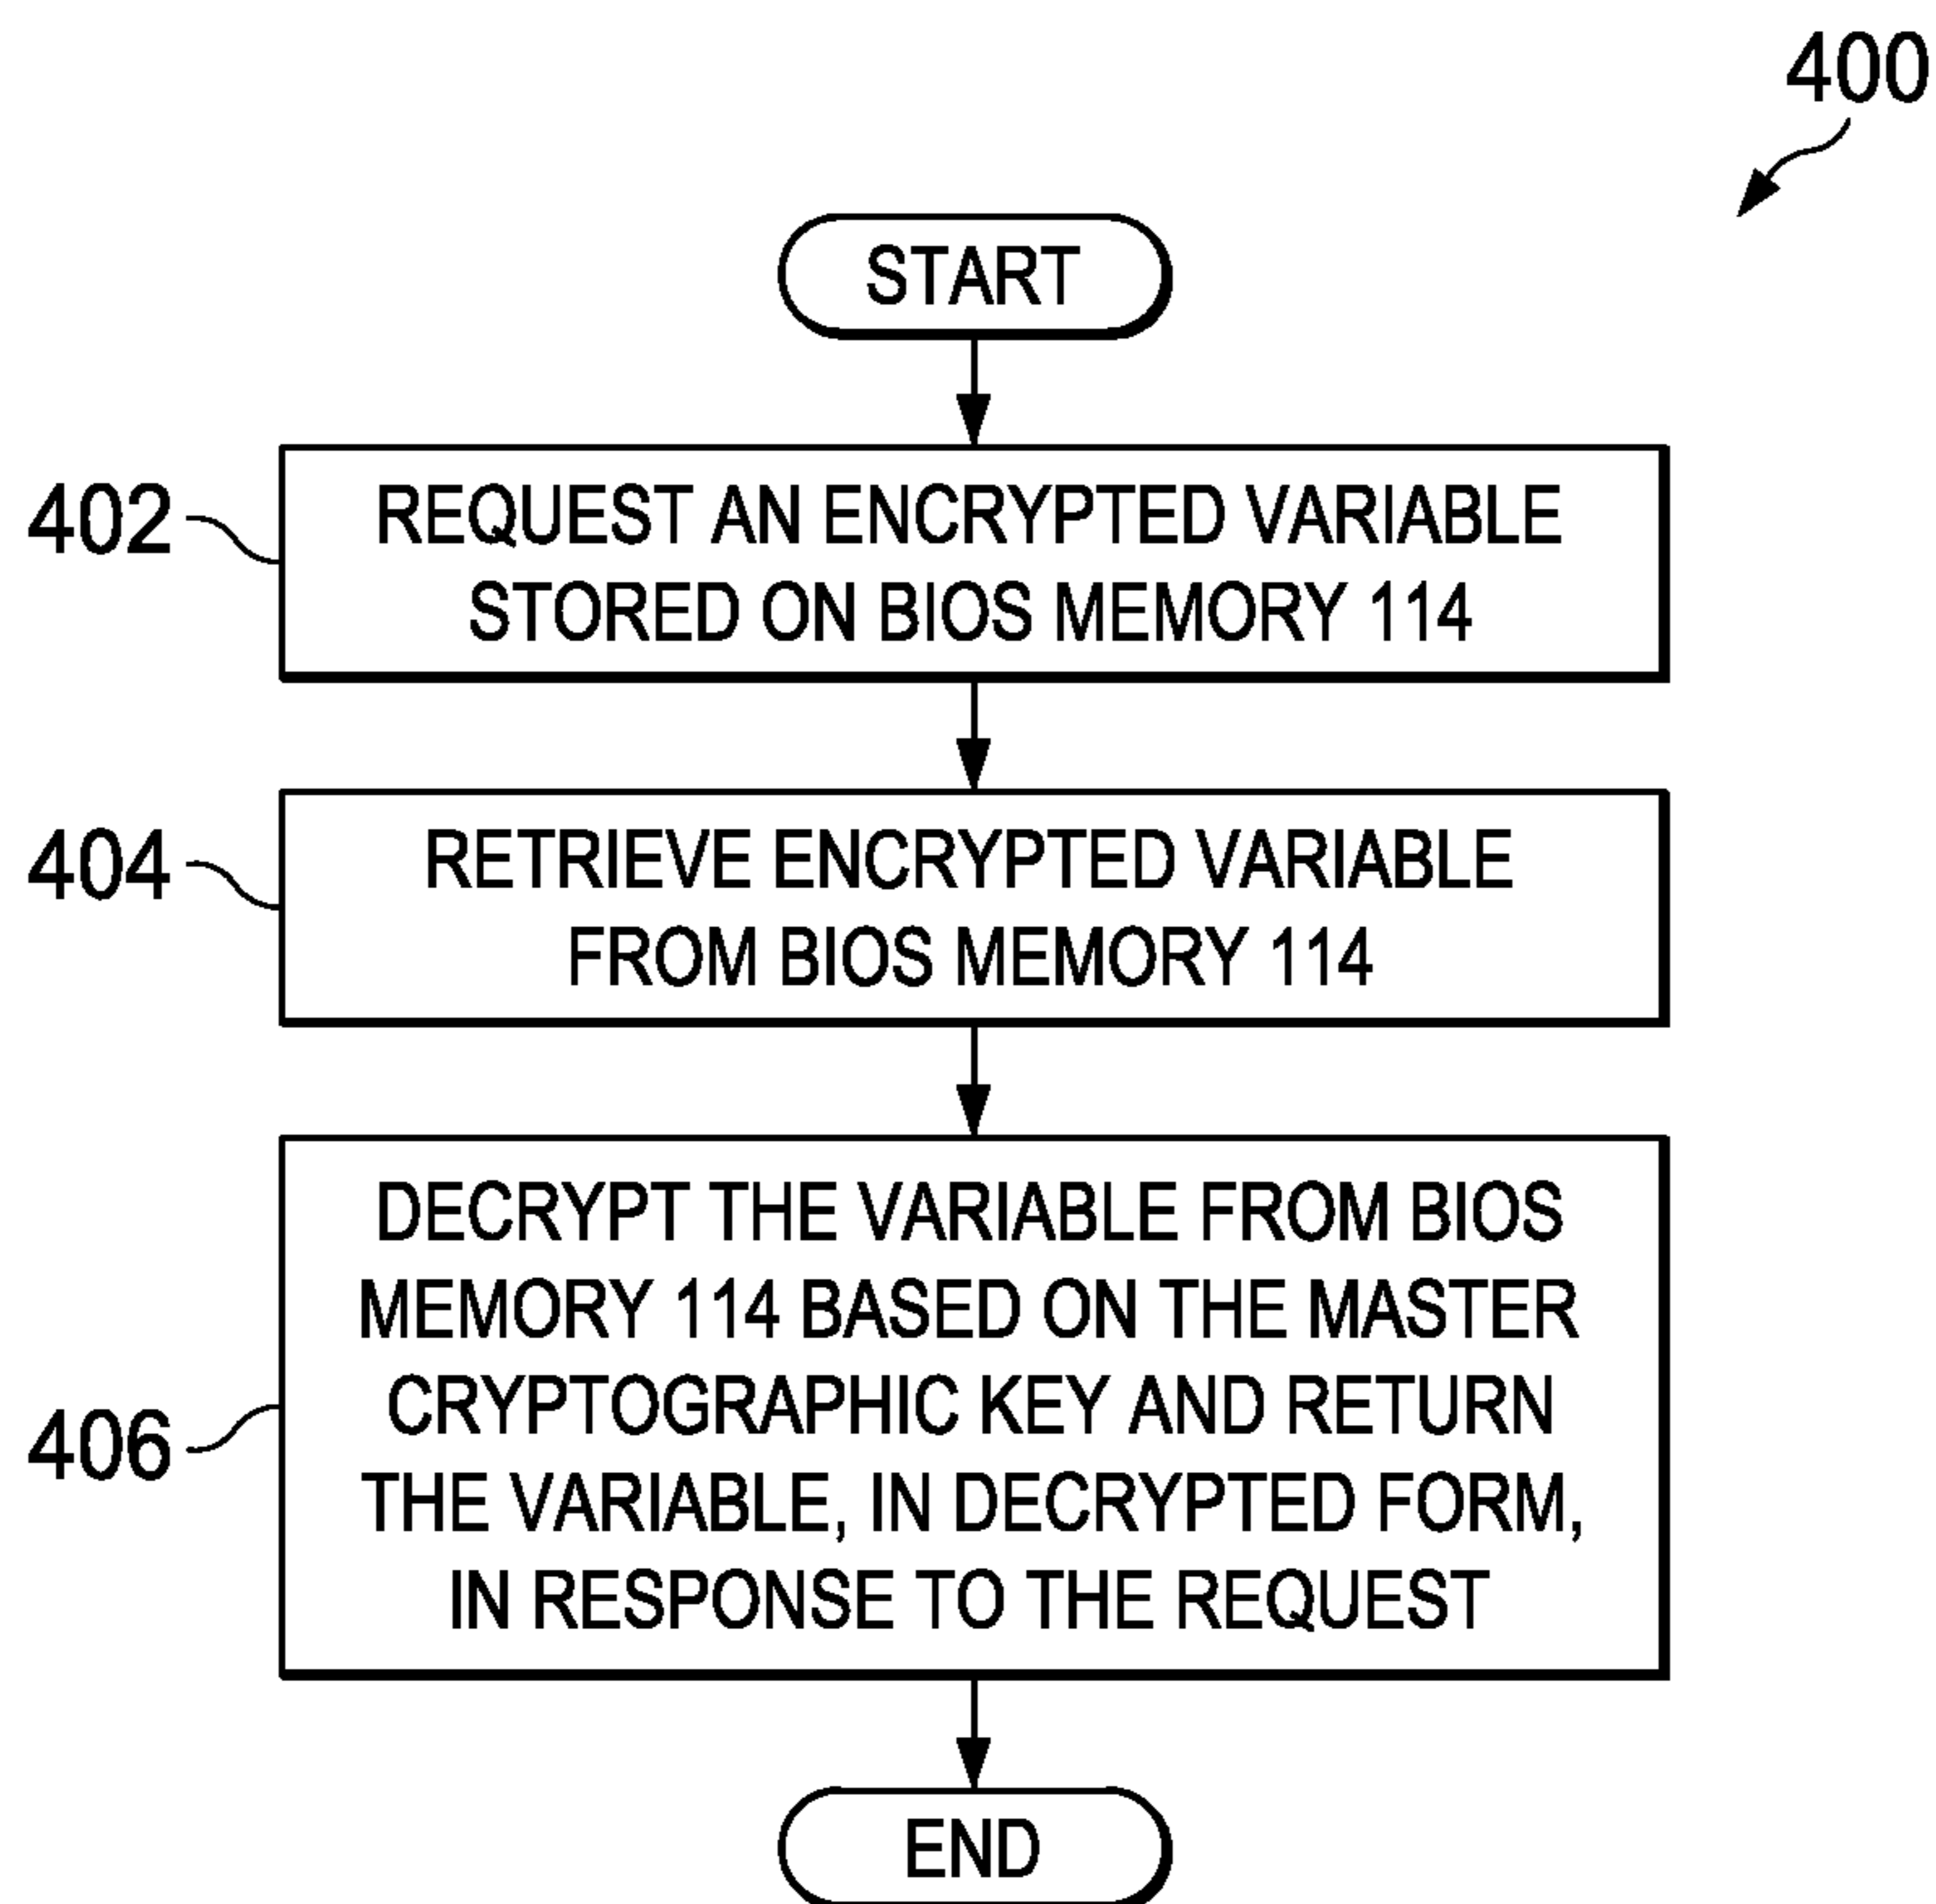 400
START
402
REQUEST AN ENCRYPTED VARIABLE
STORED ON BIOS MEMORY 114
404
RETRIEVE ENCRYPTED VARIABLE
FROM BIOS MEMORY 114
406
DECRYPT THE VARIABLE FROM BIOS
MEMORY 114 BASED ON THE MASTER
CRYPTOGRAPHIC KEY AND RETURN
THE VARIABLE, IN DECRYPTED FORM,
IN RESPONSE TO THE REQUEST
END